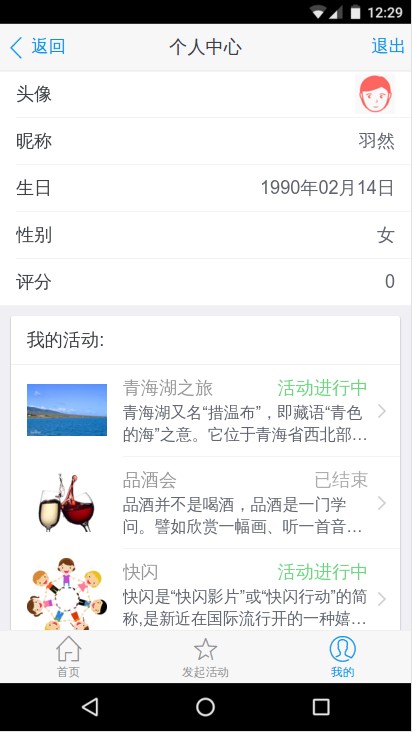 12:29
返回 个人中心 退出
头像
昵称 羽然
生日 1990年02月14日
性别 女
评分 0
我的活动:
青海湖之旅 活动进行中
青海湖又名“措温布”，即藏语“青色
的海”之意。它位于青海省西北部…
品酒会 已结束
品酒并不是喝酒，品酒是一门学
问。譬如欣赏一幅画、听一首音…
快闪 活动进行中
快闪是“快闪影片”或“快闪行动”的简
称,是新近在国际流行开的一种嬉…
首页 发起活动 我的